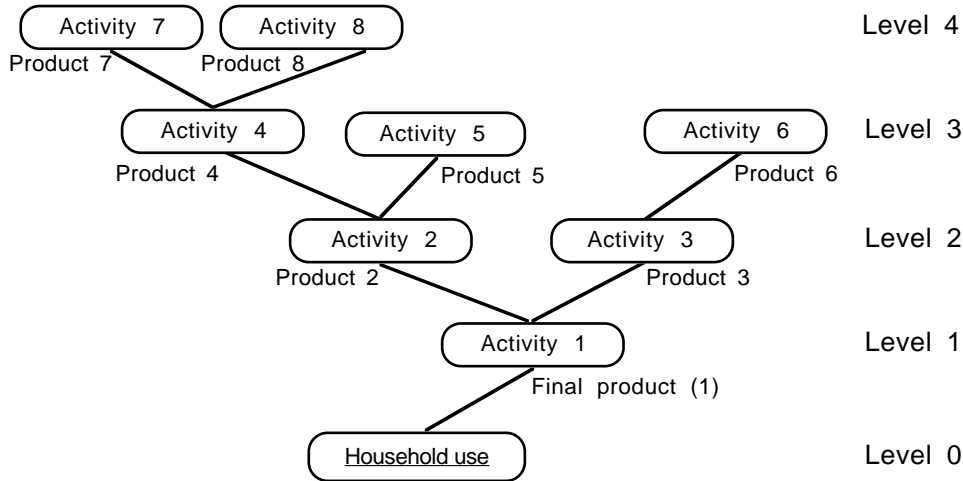 Activity 7
Activity 8
Level 4
Product 7
Product 8
Activity 4
Activity 5
Activity 6
Level 3
Product 4
Product 5
Product 6
Activity 2
Activity 3
Level 2
Product 2
Product 3
Activity 1
Level 1
Final product (1)
Household use
Level 0